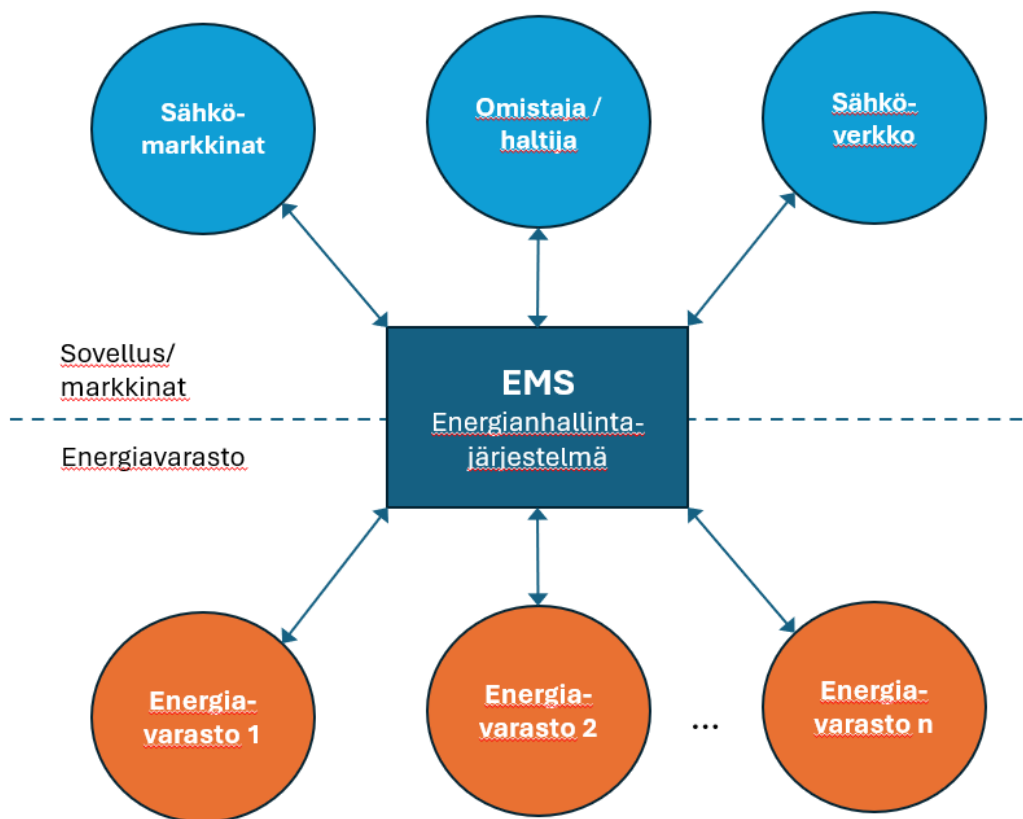 Sähkö-
markkinat
Omistaja /
haltija
Sähkö-
verkko
Sovellus/
markkinat
EMS
Energianhallinta-
järjestelmä
Energiavarasto
Energia-
varasto 1
Energia-
varasto 2
...
Energia-
varasto n